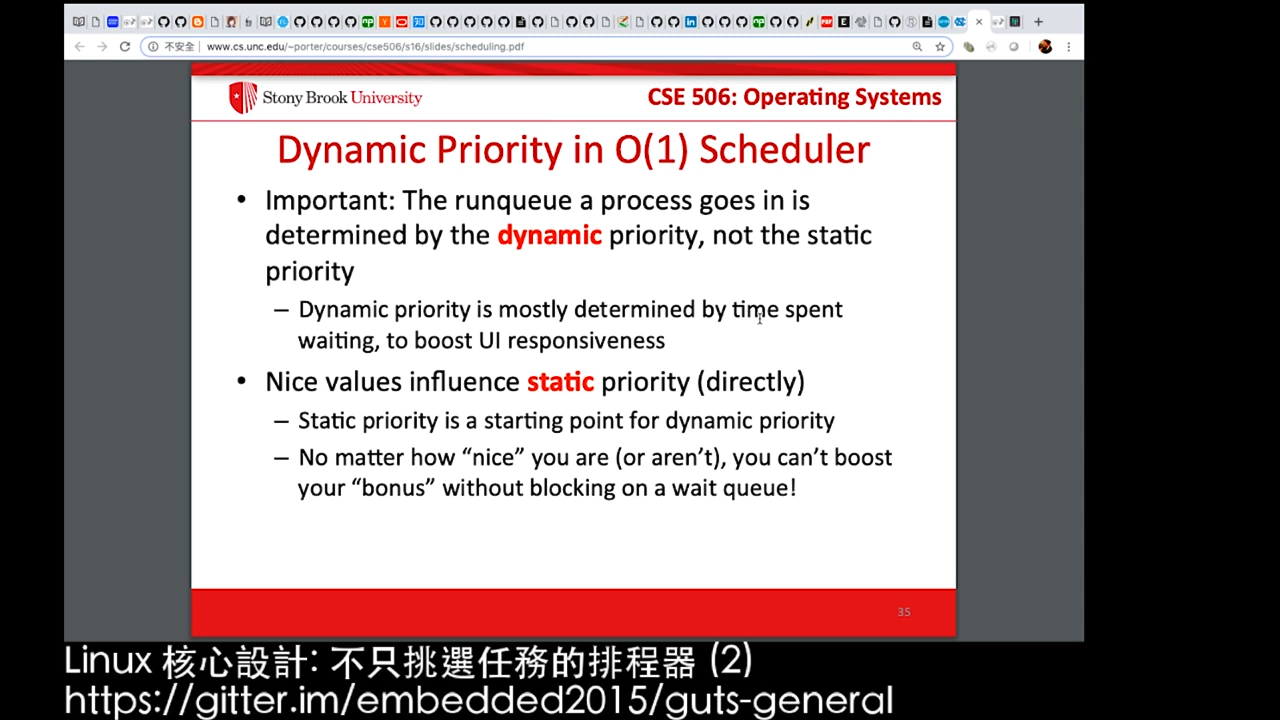 不安全 | www.cs.unc.edu/~porter/courses/cse506/s16/slides/scheduling.pdf
Stony Brook University
CSE 506: Operating Systems
Dynamic Priority in O(1) Scheduler
• Important: The runqueue a process goes in is
determined by the dynamic priority, not the static
priority
– Dynamic priority is mostly determined by time spent
waiting, to boost UI responsiveness
• Nice values influence static priority (directly)
– Static priority is a starting point for dynamic priority
– No matter how “nice” you are (or aren’t), you can’t boost
your “bonus” without blocking on a wait queue!
35
Linux 核心設計: 不只挑選任務的排程器 (2)
https://gitter.im/embedded2015/guts-general